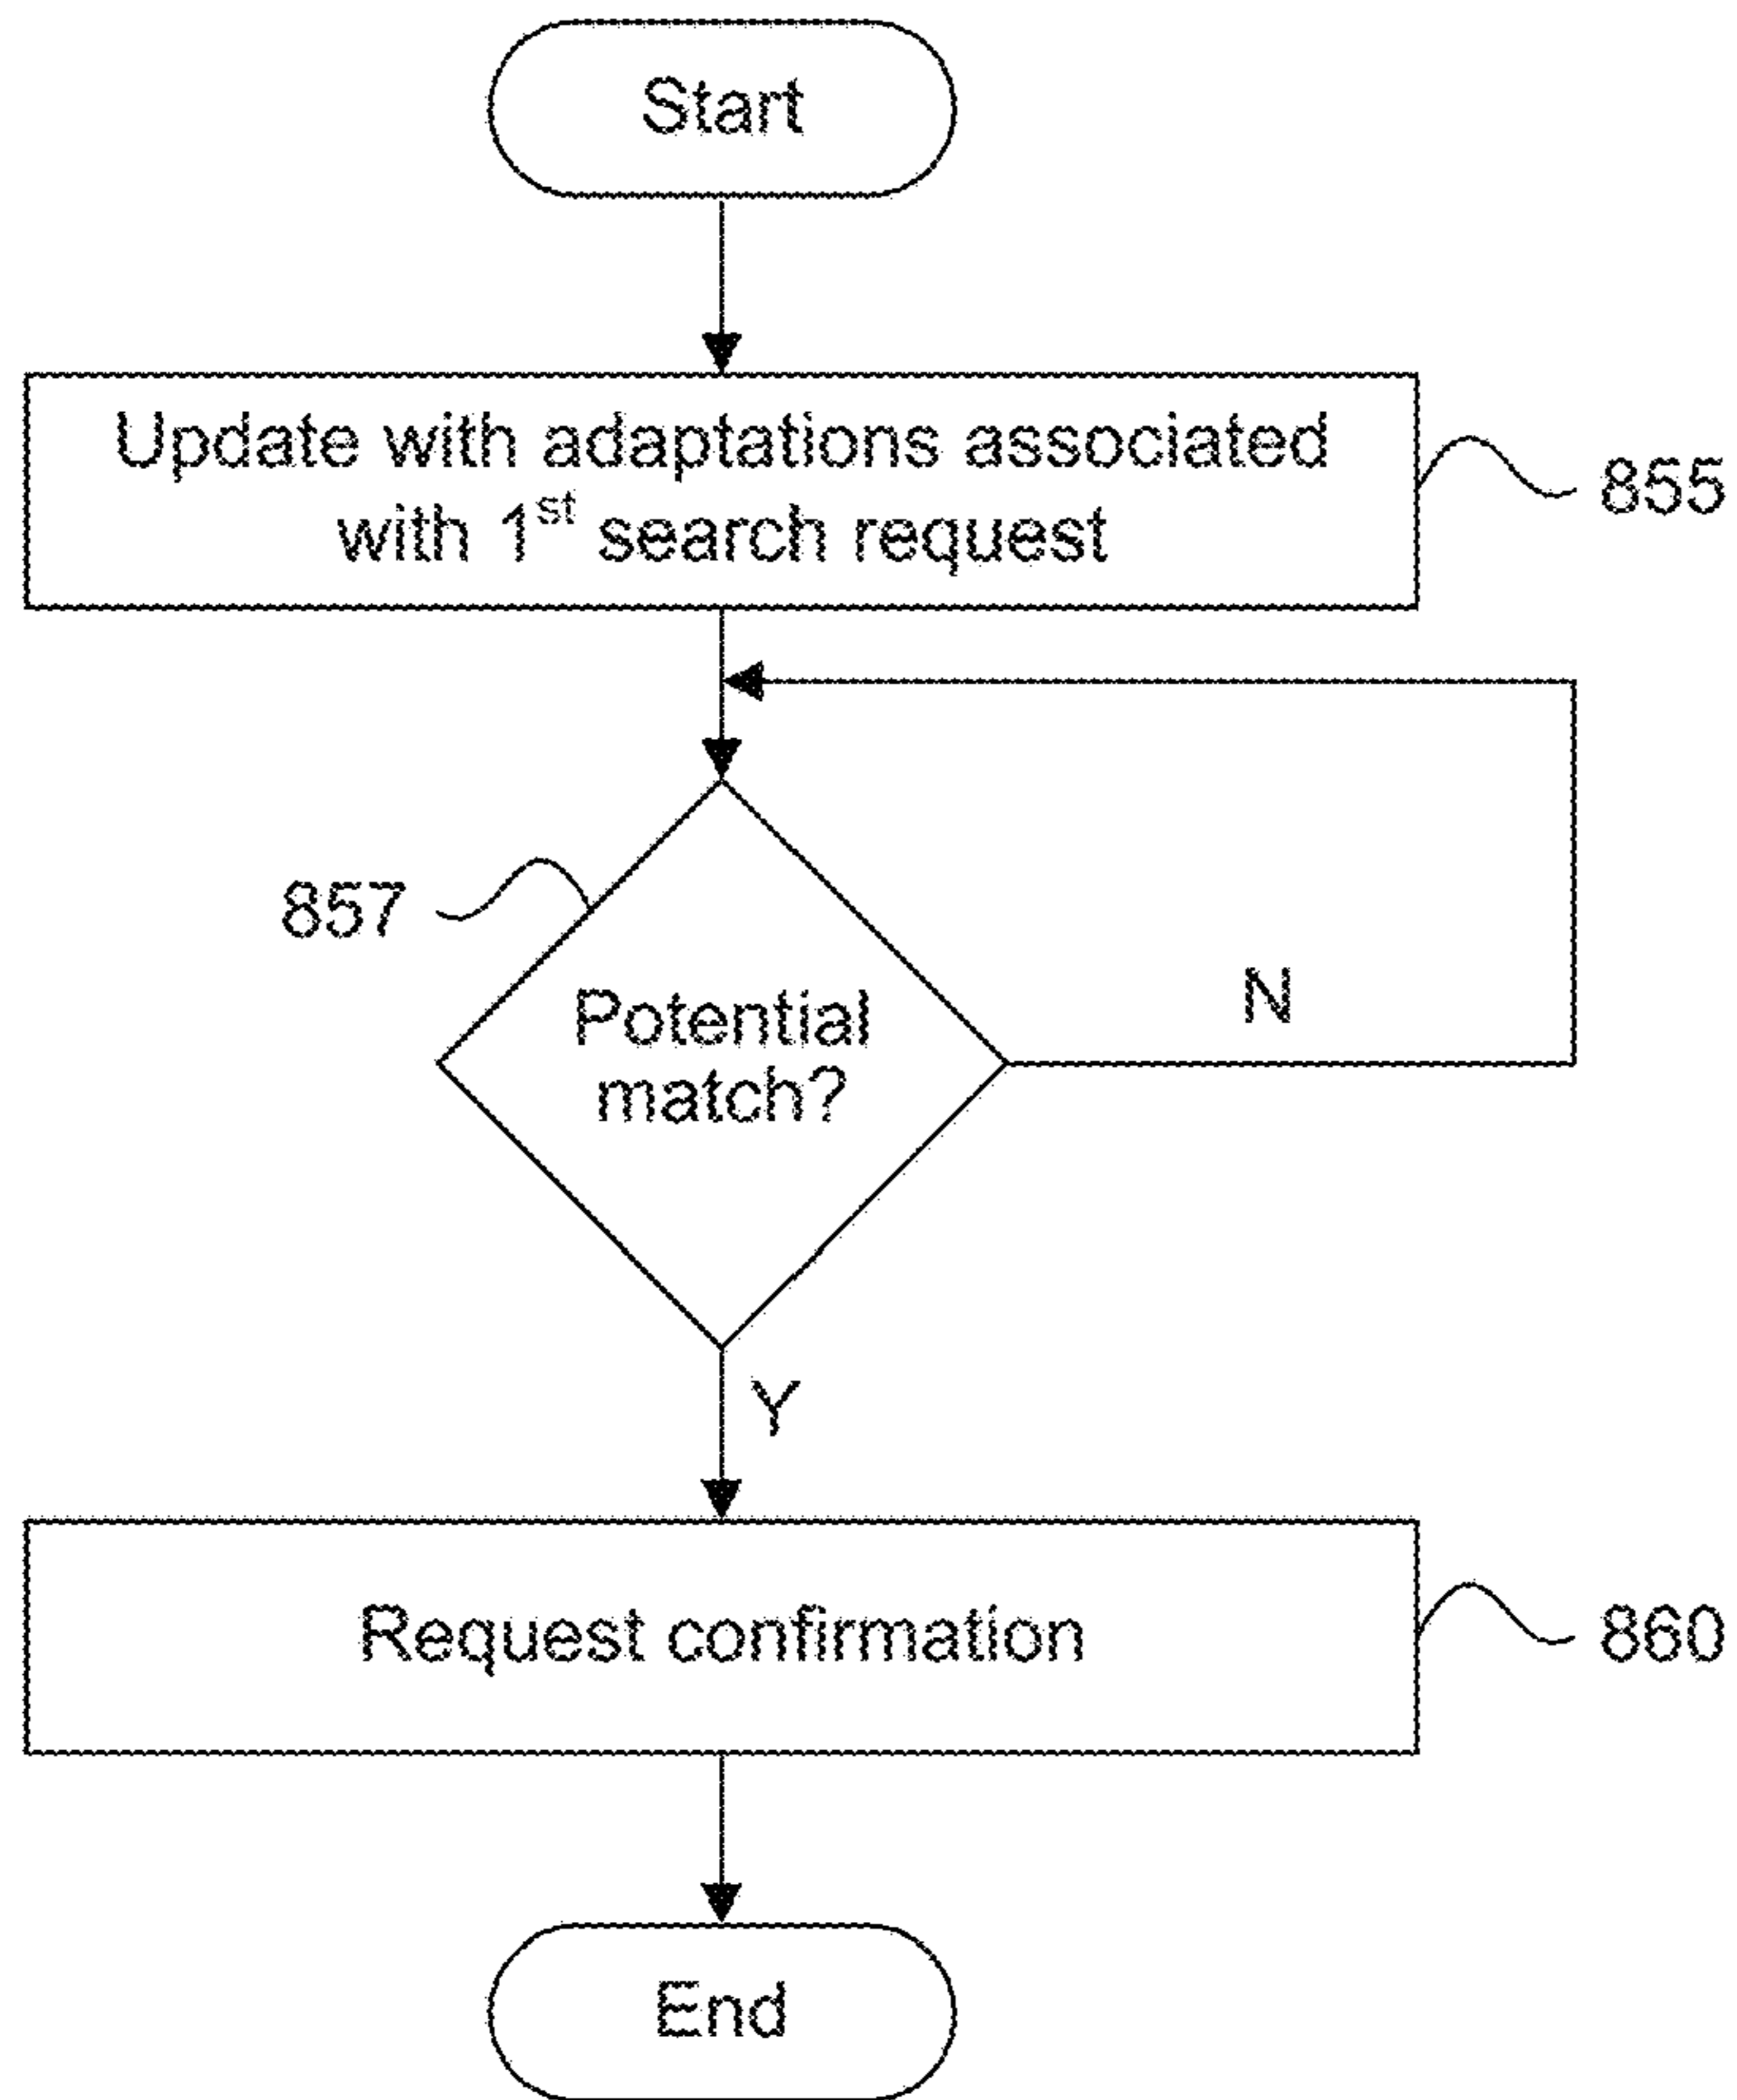 Start
Update with adaptations associated
with 1st search request
855
857
Potential
match?
N
Y
Request confirmation
860
End